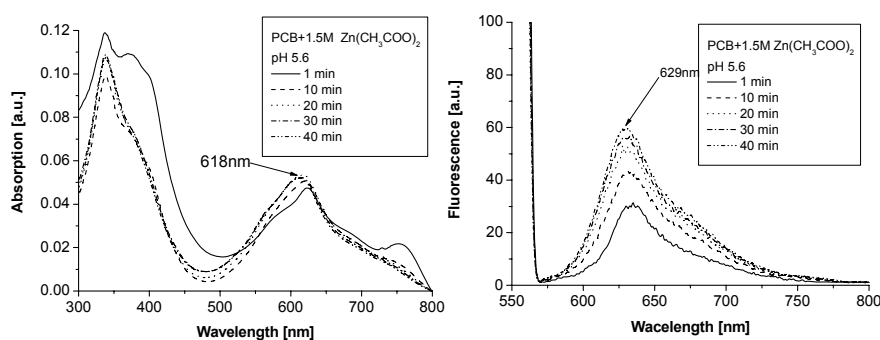 0.12
0.10
0.08
0.06
0.04
0.02
0.00
300
400
500
600
700
800
Absorption [a.u.]
Wavelength [nm]
618nm
PCB+1.5M Zn(CH₃COO)₂
pH 5.6
1 min
10 min
20 min
30 min
40 min
100
80
60
40
20
0
550
600
650
700
750
800
Fluorescence [a.u.]
Wacelength [nm]
629nm
PCB+1.5M Zn(CH₃COO)₂
pH 5.6
1 min
10 min
20 min
30 min
40 min